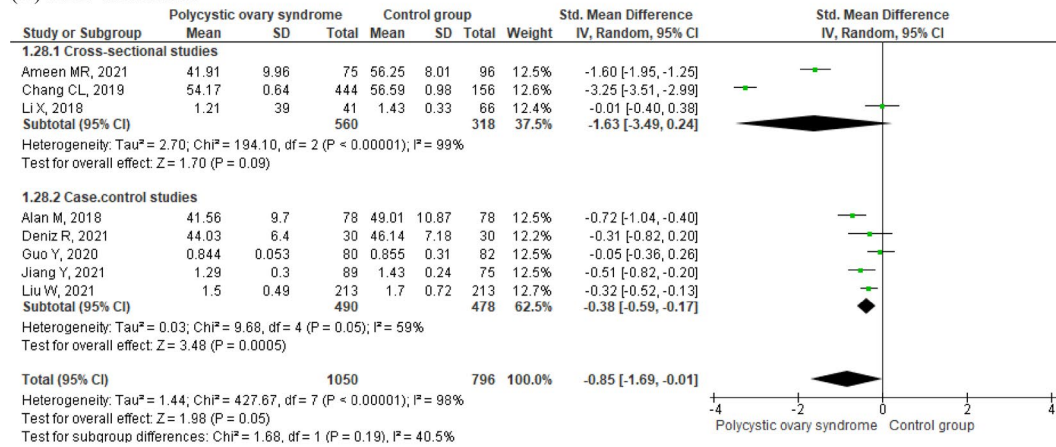 Polycystic ovary syndrome Control group Std. Mean Difference Std. Mean Difference
Study or Subgroup Mean SD Total Mean SD Total Weight IV, Random, 95% CI IV, Random, 95% CI
1.28.1 Cross-sectional studies
Ameen MR, 2021 41.91 9.96 75 56.25 8.01 96 12.5% -1.60 [-1.95, -1.25]
Chang CL, 2019 54.17 0.64 444 56.59 0.98 156 12.6% -3.25 [-3.51, -2.99]
Li X, 2018 1.21 39 41 1.43 0.33 66 12.4% -0.01 [-0.40, 0.38]
Subtotal (95% CI) 560 318 37.5% -1.63 [-3.49, 0.24]
Heterogeneity: Tau² = 2.70; Chi² = 194.10, df = 2 (P < 0.00001); I² = 99%
Test for overall effect: Z = 1.70 (P = 0.09)
1.28.2 Case.control studies
Alan M, 2018 41.56 9.7 78 49.01 10.87 78 12.5% -0.72 [-1.04, -0.40]
Deniz R, 2021 44.03 6.4 30 46.14 7.18 30 12.2% -0.31 [-0.82, 0.20]
Guo Y, 2020 0.844 0.053 80 0.855 0.31 82 12.5% -0.05 [-0.36, 0.26]
Jiang Y, 2021 1.29 0.3 89 1.43 0.24 75 12.5% -0.51 [-0.82, -0.20]
Liu W, 2021 1.5 0.49 213 1.7 0.72 213 12.7% -0.32 [-0.52, -0.13]
Subtotal (95% CI) 490 478 62.5% -0.38 [-0.59, -0.17]
Heterogeneity: Tau² = 0.03; Chi² = 9.68, df = 4 (P = 0.05); I² = 59%
Test for overall effect: Z = 3.48 (P = 0.0005)
Total (95% CI) 1050 796 100.0% -0.85 [-1.69, -0.01]
Heterogeneity: Tau² = 1.44; Chi² = 427.67, df = 7 (P < 0.00001); I² = 98%
Test for overall effect: Z = 1.98 (P = 0.05)
Test for subgroup differences: Chi² = 1.68, df = 1 (P = 0.19), I² = 40.5%
-4 -2 0 2 4
Polycystic ovary syndrome Control group